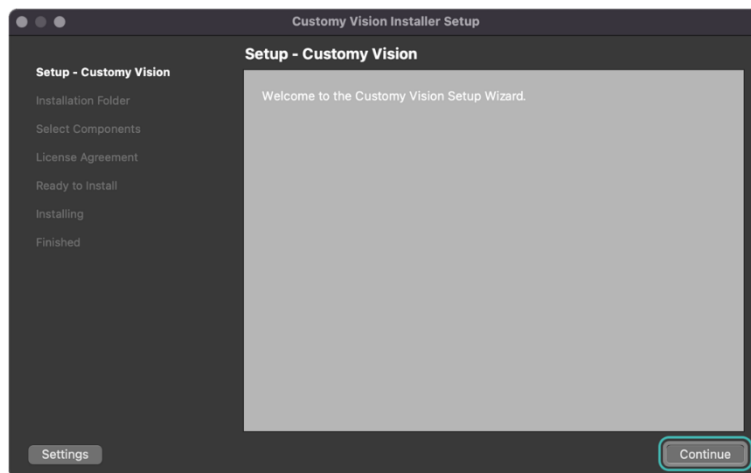 Customy Vision Installer Setup
Setup - Customy Vision
Setup - Customy Vision
Installation Folder
Select Components
License Agreement
Ready to Install
Installing
Finished
Welcome to the Customy Vision Setup Wizard.
Settings
Continue